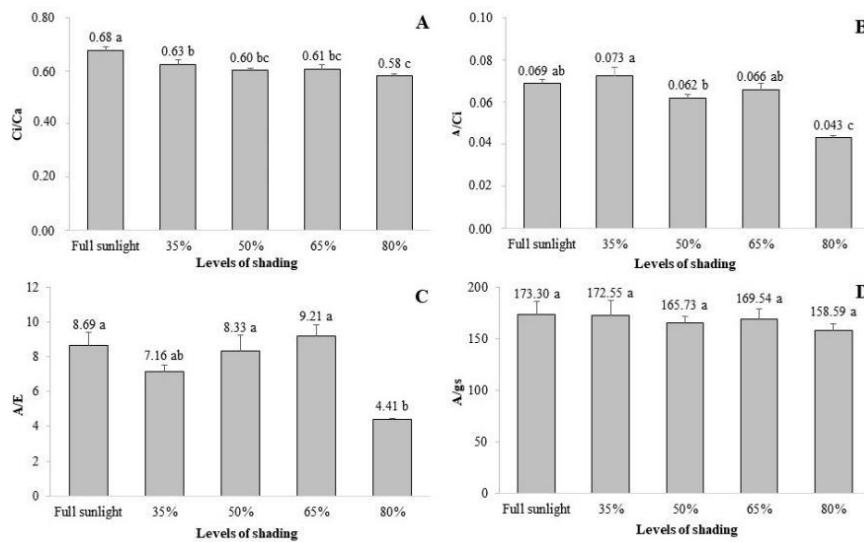 A
Ci/Ca
0.80
0.60
0.40
0.20
0.00
0.68 a
0.63 b
0.60 bc
0.61 bc
0.58 c
Full sunlight 35% 50% 65% 80%
Levels of shading
B
A/Ci
0.10
0.08
0.06
0.04
0.02
0.00
0.069 ab
0.073 a
0.062 b
0.066 ab
0.043 c
Full sunlight 35% 50% 65% 80%
Levels of shading
C
A/E
12
10
8
6
4
2
0
8.69 a
7.16 ab
8.33 a
9.21 a
4.41 b
Full sunlight 35% 50% 65% 80%
Levels of shading
D
A/gs
200
150
100
50
0
173.30 a
172.55 a
165.73 a
169.54 a
158.59 a
Full sunlight 35% 50% 65% 80%
Levels of shading